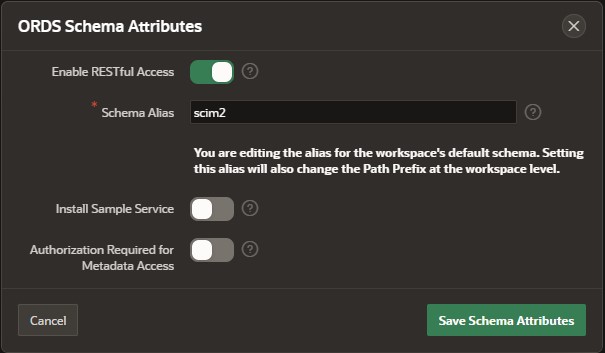 ORDS Schema Attributes
Enable RESTful Access
* Schema Alias
scim2
You are editing the alias for the workspace's default schema. Setting
this alias will also change the Path Prefix at the workspace level.
Install Sample Service
Authorization Required for
Metadata Access
Cancel
Save Schema Attributes